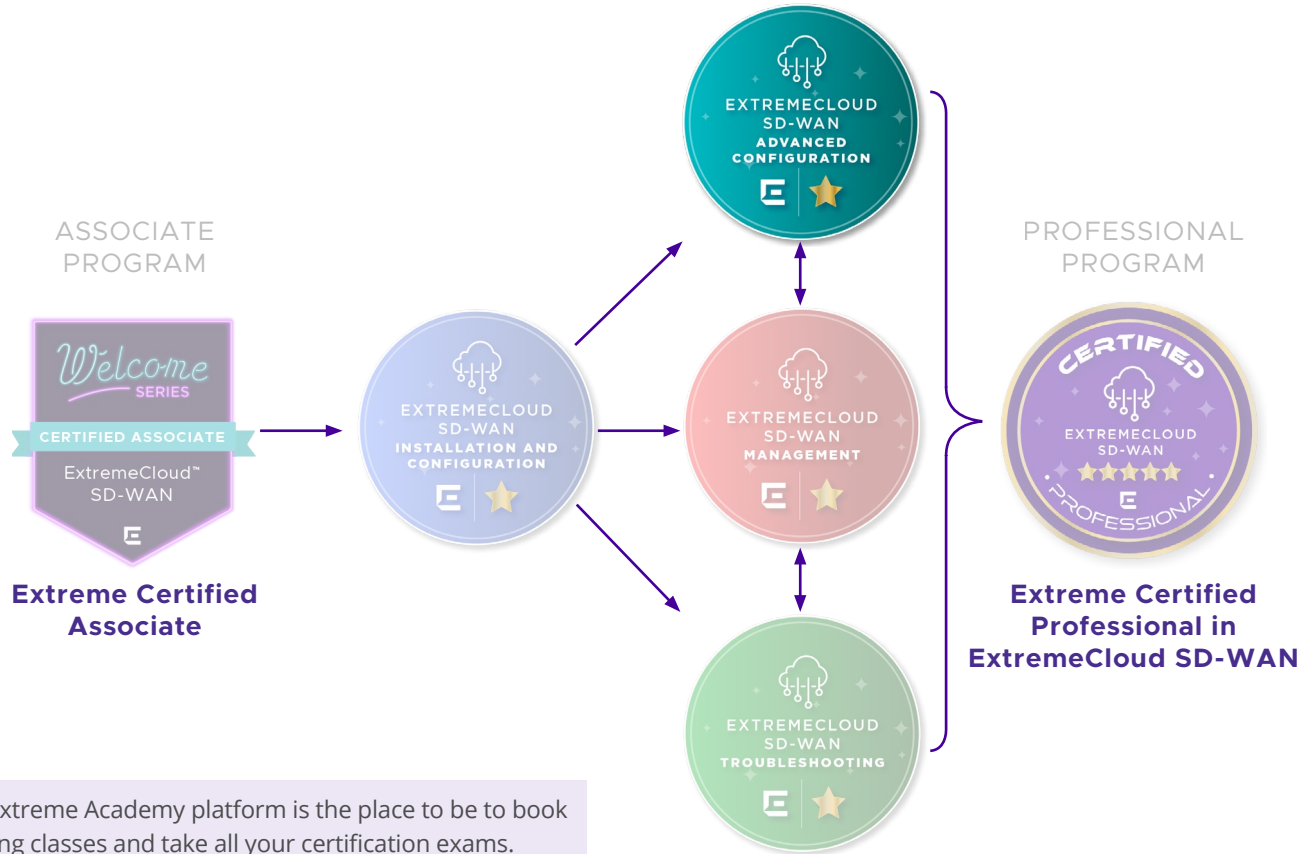 ASSOCIATE
PROGRAM
Welcome
SERIES
CERTIFIED ASSOCIATE
ExtremeCloud™
SD-WAN
E
Extreme Certified
Associate
EXTREMECLOUD
SD-WAN
INSTALLATION AND
CONFIGURATION
E
EXTREMECLOUD
SD-WAN
ADVANCED
CONFIGURATION
E
EXTREMECLOUD
SD-WAN
MANAGEMENT
E
EXTREMECLOUD
SD-WAN
TROUBLESHOOTING
E
PROFESSIONAL
PROGRAM
CERTIFIED
EXTREMECLOUD
SD-WAN
E
PROFESSIONAL
Extreme Certified
Professional in
ExtremeCloud SD-WAN
xtreme Academy platform is the place to be to book
ng classes and take all your certification exams.